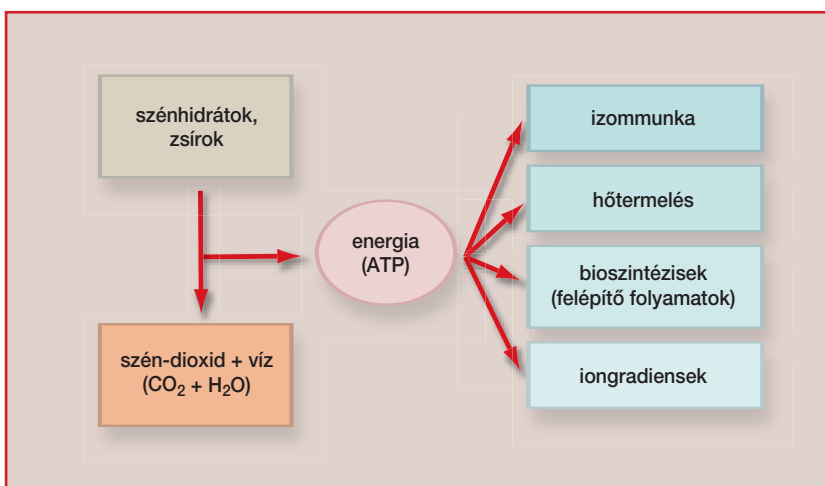 szénhidrátok,
zsírok
szén-dioxid + víz
(CO₂ + H₂O)
energia
(ATP)
izommunka
hőtermelés
bioszintézisek
(felépítő folyamatok)
iongradiensek